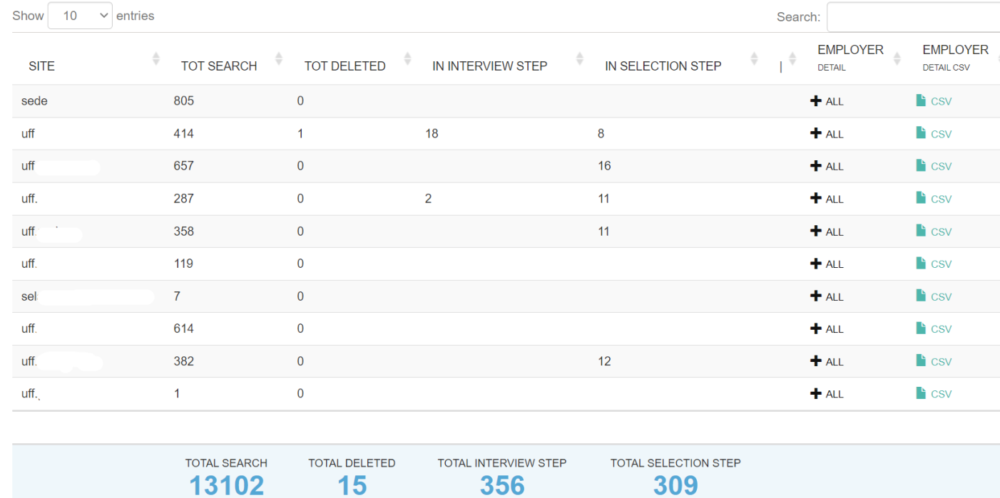 Show 10 entries Search:
SITE TOT SEARCH TOT DELETED IN INTERVIEW STEP IN SELECTION STEP | EMPLOYER DETAIL EMPLOYER DETAIL CSV
sede 805 0 ALL CSV
uff 414 1 18 8 ALL CSV
uff 657 0 16 ALL CSV
uff. 287 0 2 11 ALL CSV
uff. 358 0 11 ALL CSV
uff. 119 0 ALL CSV
sel 7 0 ALL CSV
uff. 614 0 ALL CSV
uff. 382 0 12 ALL CSV
uff. 1 0 ALL CSV
TOTAL SEARCH TOTAL DELETED TOTAL INTERVIEW STEP TOTAL SELECTION STEP
13102 15 356 309